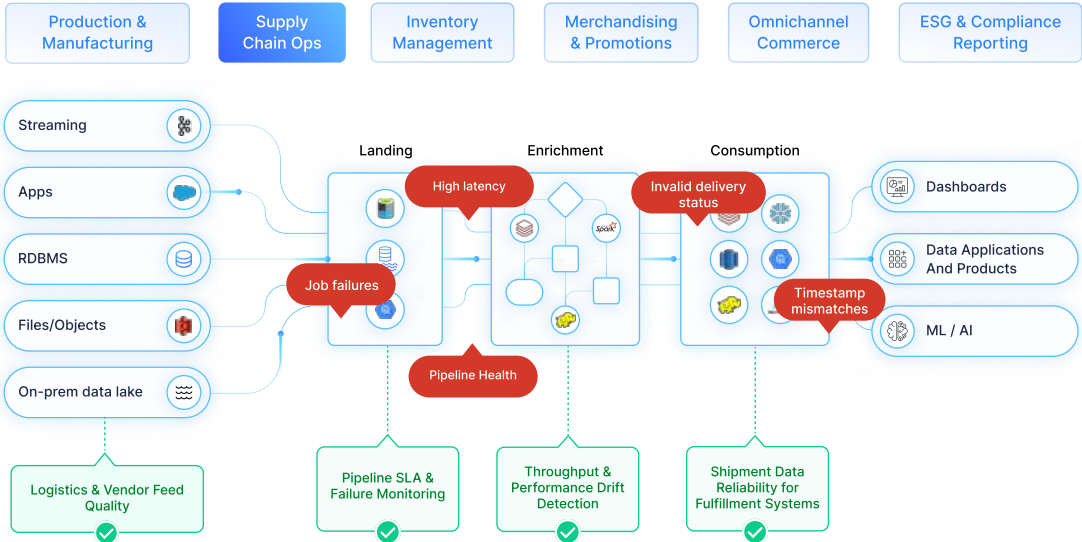 Production &
Manufacturing
Supply
Chain Ops
Inventory
Management
Merchandising
& Promotions
Omnichannel
Commerce
ESG & Compliance
Reporting
Streaming
Apps
RDBMS
Files/Objects
On-prem data lake
Landing
Enrichment
Consumption
High latency
Job failures
Pipeline Health
Invalid delivery
status
Timestamp
mismatches
Spark
Dashboards
Data Applications
And Products
ML / AI
Logistics & Vendor Feed
Quality
Pipeline SLA &
Failure Monitoring
Throughput &
Performance Drift
Detection
Shipment Data
Reliability for
Fulfillment Systems